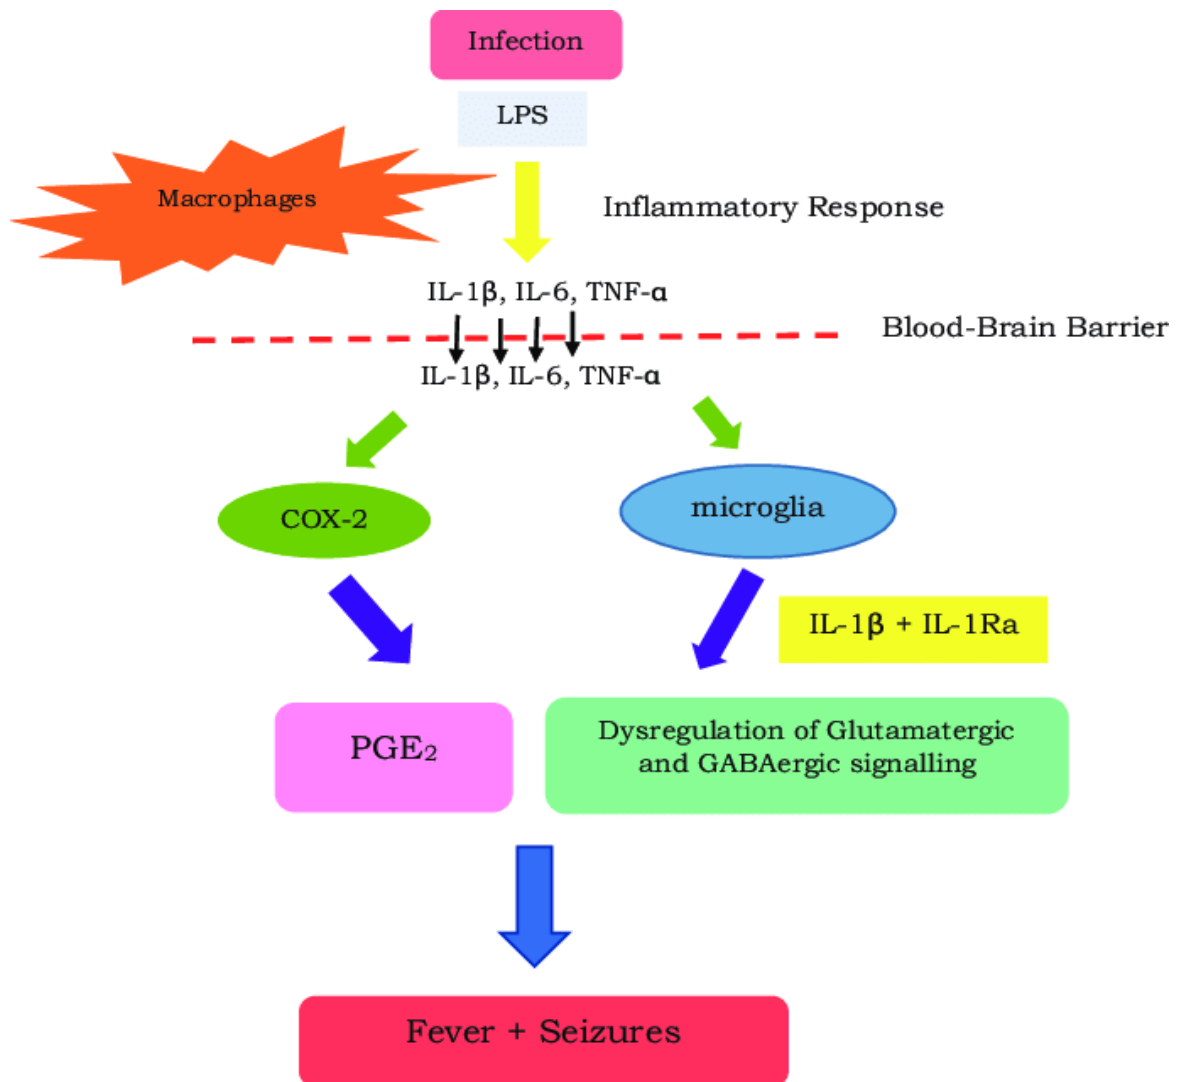 Infection
LPS
Macrophages
Inflammatory Response
IL-1β, IL-6, TNF-α
Blood-Brain Barrier
IL-1β, IL-6, TNF-α
COX-2
microglia
IL-1β + IL-1Ra
PGE₂
Dysregulation of Glutamatergic
and GABAergic signalling
Fever + Seizures